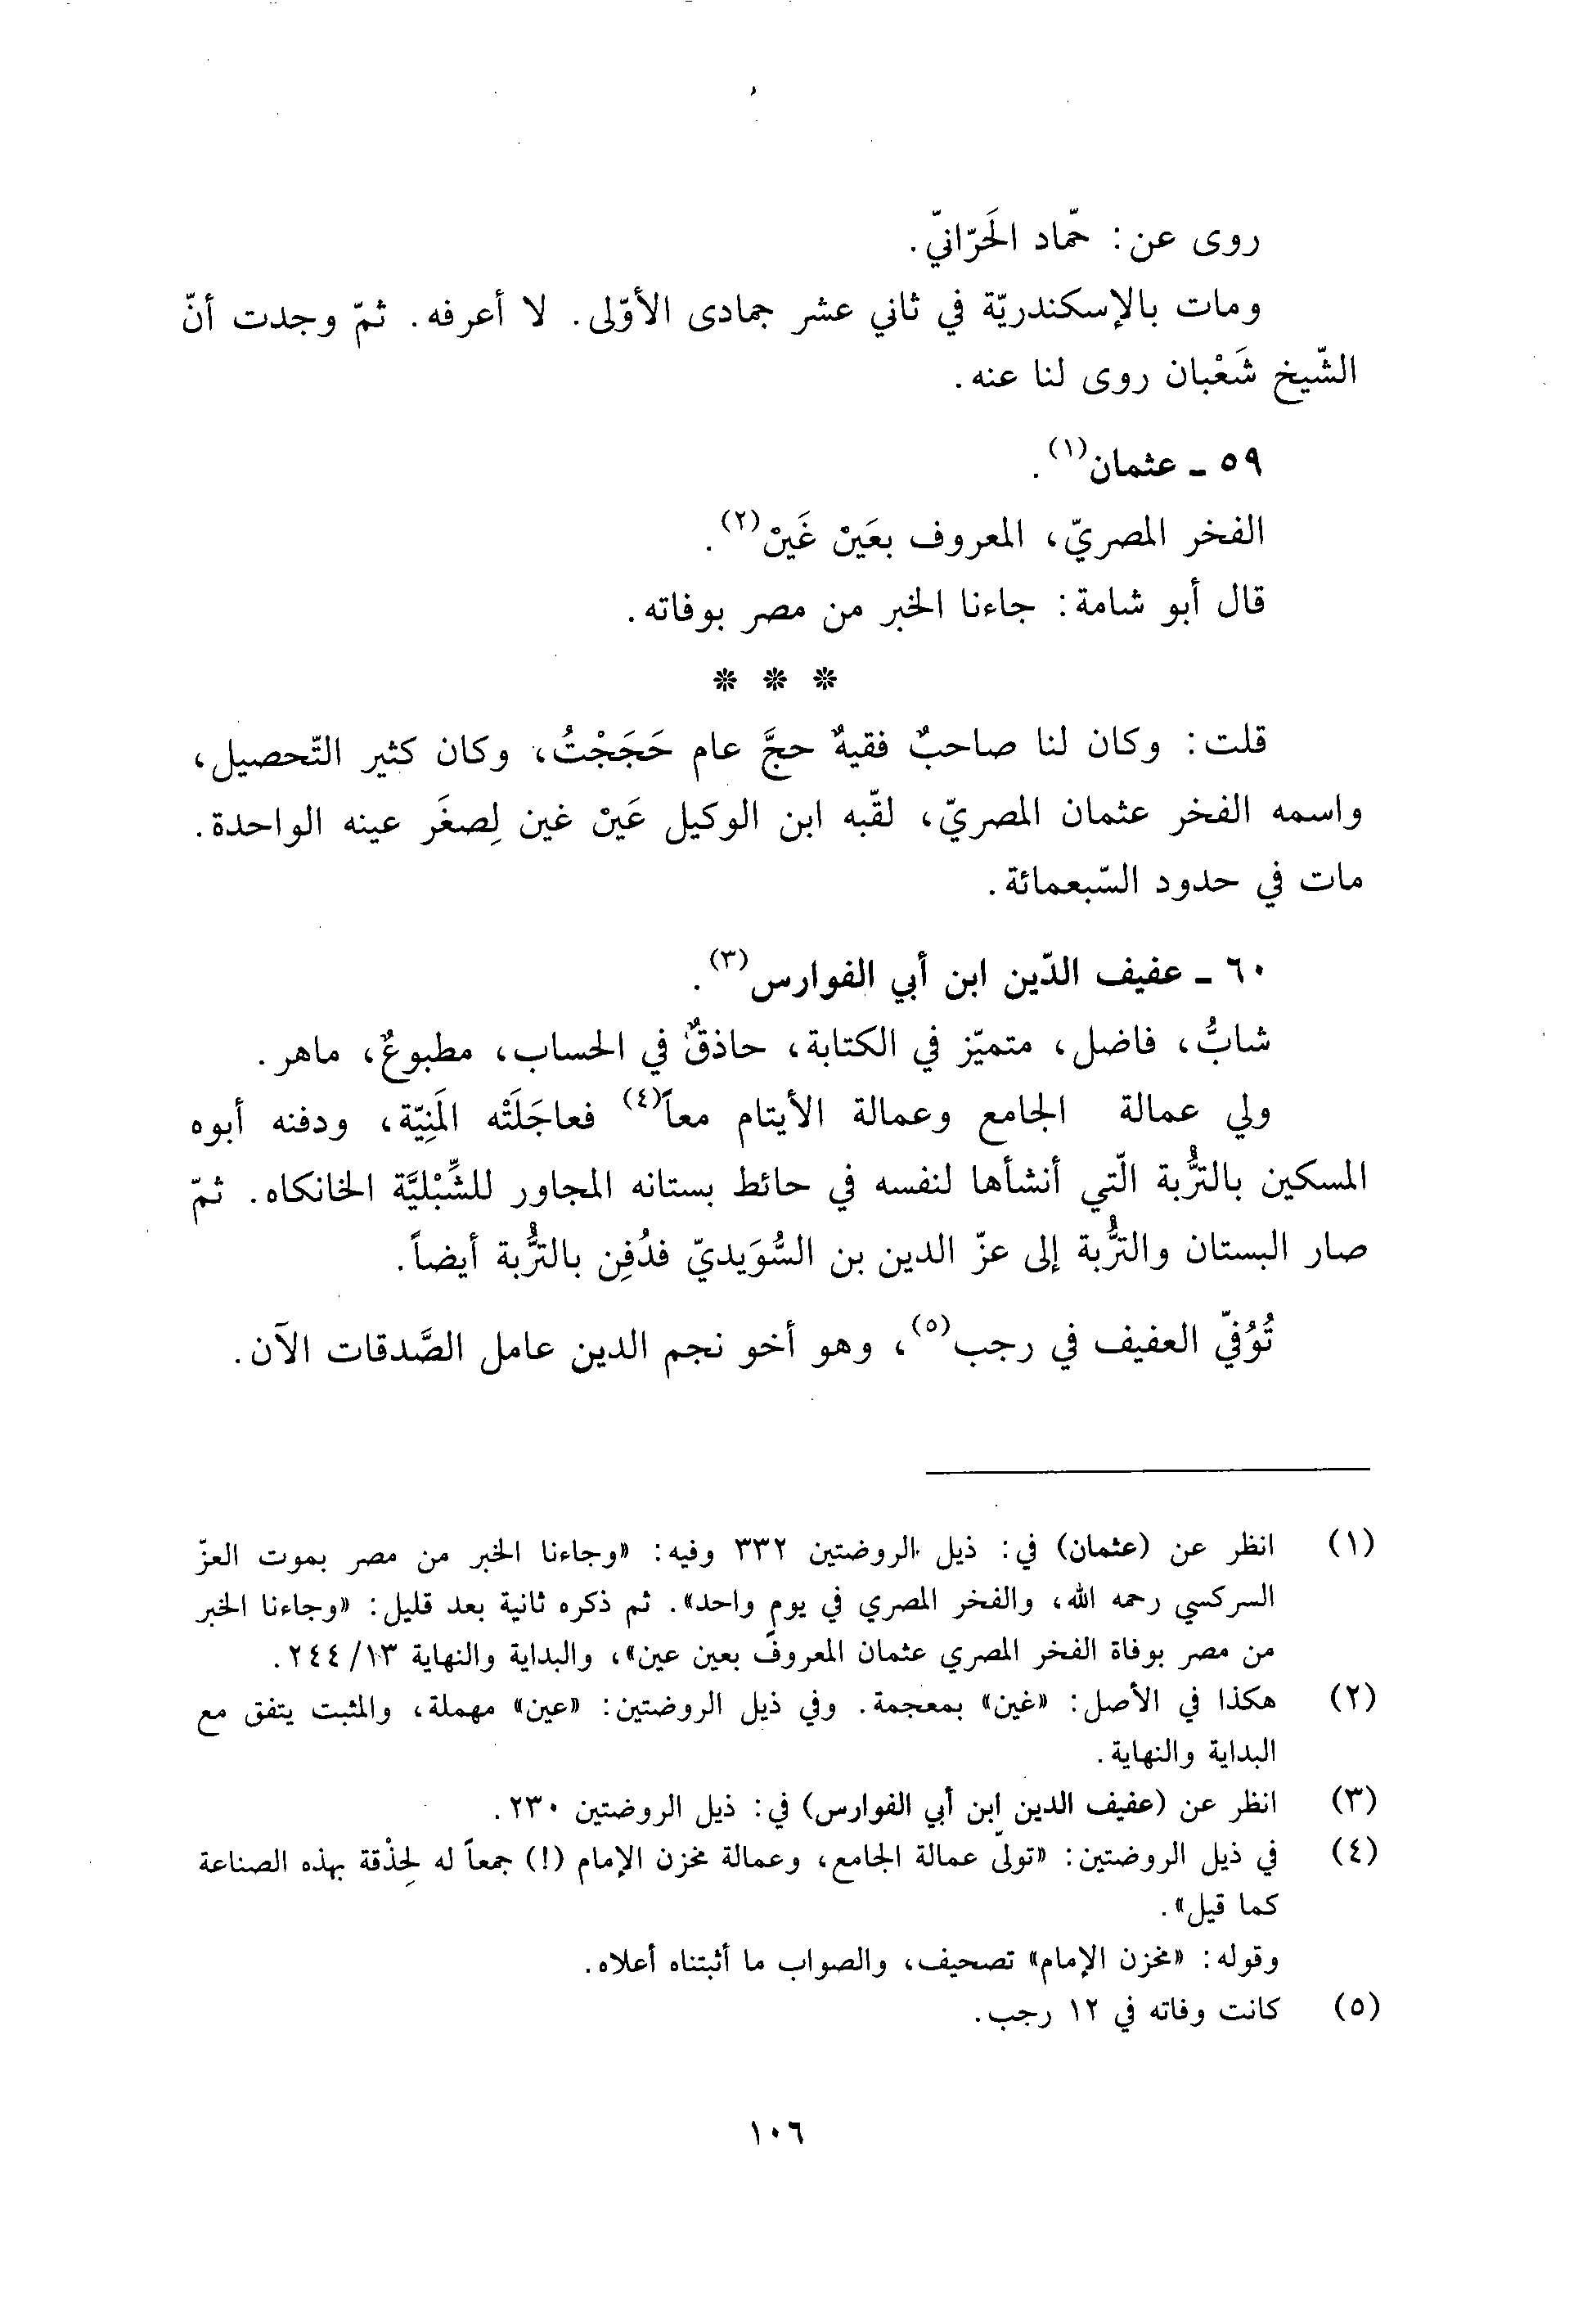 روى عن: حمّاد الحَرّانيّ.
ومات بالإسكندريّة في ثاني عشر جمادى الأوّلى. لا أعرفه. ثمّ وجدت أنّ
الشّيخ شَعْبان روى لنا عنه.
٥٩ ـ عثمان(١).
الفخر المصريّ، المعروف بعَيْن غَيْن(٢).
قال أبو شامة: جاءنا الخبر من مصر بوفاته.
* * *
قلت: وكان لنا صاحبٌ فقيهٌ حجَّ عام حَجَجْتُ، وكان كثير التّحصيل،
واسمه الفخر عثمان المصريّ، لقّبه ابن الوكيل عَيْن غين لِصغَر عينه الواحدة.
مات في حدود السّبعمائة.
٦٠ ـ عفيف الدّين ابن أبي الفوارس(٣).
شابٌّ، فاضل، متميّز في الكتابة، حاذقٌ في الحساب، مطبوعٌ، ماهر.
ولي عمالة الجامع وعمالة الأيتام معاً(٤) فعاجَلَتْه المَنِيّة، ودفنه أبوه
المسكين بالتُّربة الّتي أنشأها لنفسه في حائط بستانه المجاور للشِّبْليَّة الخانكاه. ثمّ
صار البستان والتُّربة إلى عزّ الدين بن السُّوَيديّ فدُفِن بالتُّربة أيضاً.
تُوُفيّ العفيف في رجب(٥)، وهو أخو نجم الدين عامل الصَّدقات الآن.
(١) انظر عن (عثمان) في: ذيل الروضتين ٣٣٢ وفيه: «وجاءنا الخبر من مصر بموت العزّ
السركسي رحمه الله، والفخر المصري في يوم واحد». ثم ذكره ثانية بعد قليل: «وجاءنا الخبر
من مصر بوفاة الفخر المصري عثمان المعروف بعين عين»، والبداية والنهاية ٢٤٤/١٣.
(٢) هكذا في الأصل: «غين» بمعجمة. وفي ذيل الروضتين: «عين» مهملة، والمثبت يتفق مع
البداية والنهاية.
(٣) انظر عن (عفيف الدين ابن أبي الفوارس) في: ذيل الروضتين ٢٣٠.
(٤) في ذيل الروضتين: «تولّى عمالة الجامع، وعمالة مخزن الإمام (!) جمعاً له لِحذْقة بهذه الصناعة
كما قيل».
وقوله: «مخزن الإمام» تصحيف، والصواب ما أثبتناه أعلاه.
(٥) كانت وفاته في ١٢ رجب.
١٠٦